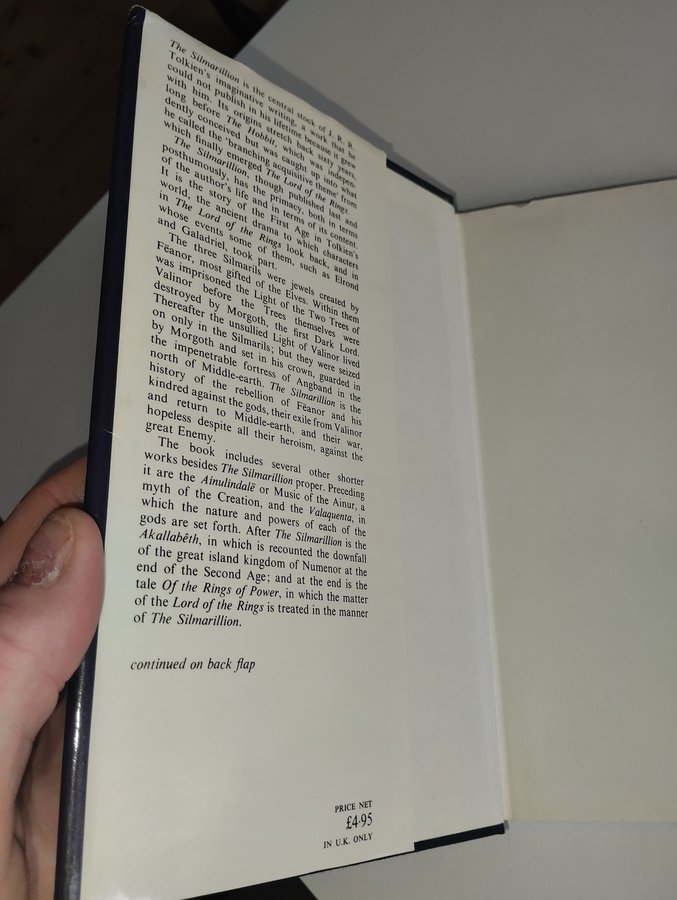 The Silmarillion is the central stock of J. R. R.
Tolkien's imaginative writing, a work that he
could not publish in his lifetime because it grew
with him. Its origins stretch back sixty years,
long before The Hobbit, which was indepen-
dently conceived but was caught up into what
he called the 'branching acquisitive theme' from
which finally emerged The Lord of the Rings.
The Silmarillion, though published last and
posthumously, has the primacy, both in terms
of the author's life and in terms of its content.
It is the story of the First Age in Tolkien's
world, the ancient drama to which characters
in The Lord of the Rings look back, and in
whose events some of them, such as Elrond
and Galadriel, took part.
The three Silmarils were jewels created by
Fëanor, most gifted of the Elves. Within them
was imprisoned the Light of the Two Trees of
Valinor before the Trees themselves were
destroyed by Morgoth, the first Dark Lord.
Thereafter the unsullied Light of Valinor lived
on only in the Silmarils; but they were seized
by Morgoth and set in his crown, guarded in
the impenetrable fortress of Angband in the
north of Middle-earth. The Silmarillion is the
history of the rebellion of Fëanor and his
kindred against the gods, their exile from Valinor
and return to Middle-earth, and their war,
hopeless despite all their heroism, against the
great Enemy.
The book includes several other shorter
works besides The Silmarillion proper. Preceding
it are the Ainulindalë or Music of the Ainur, a
myth of the Creation, and the Valaquenta, in
which the nature and powers of each of the
gods are set forth. After The Silmarillion is the
Akallabêth, in which is recounted the downfall
of the great island kingdom of Numenor at the
end of the Second Age; and at the end is the
tale Of the Rings of Power, in which the matter
of the Lord of the Rings is treated in the manner
of The Silmarillion.
continued on back flap
PRICE NET
£4·95
IN U.K. ONLY